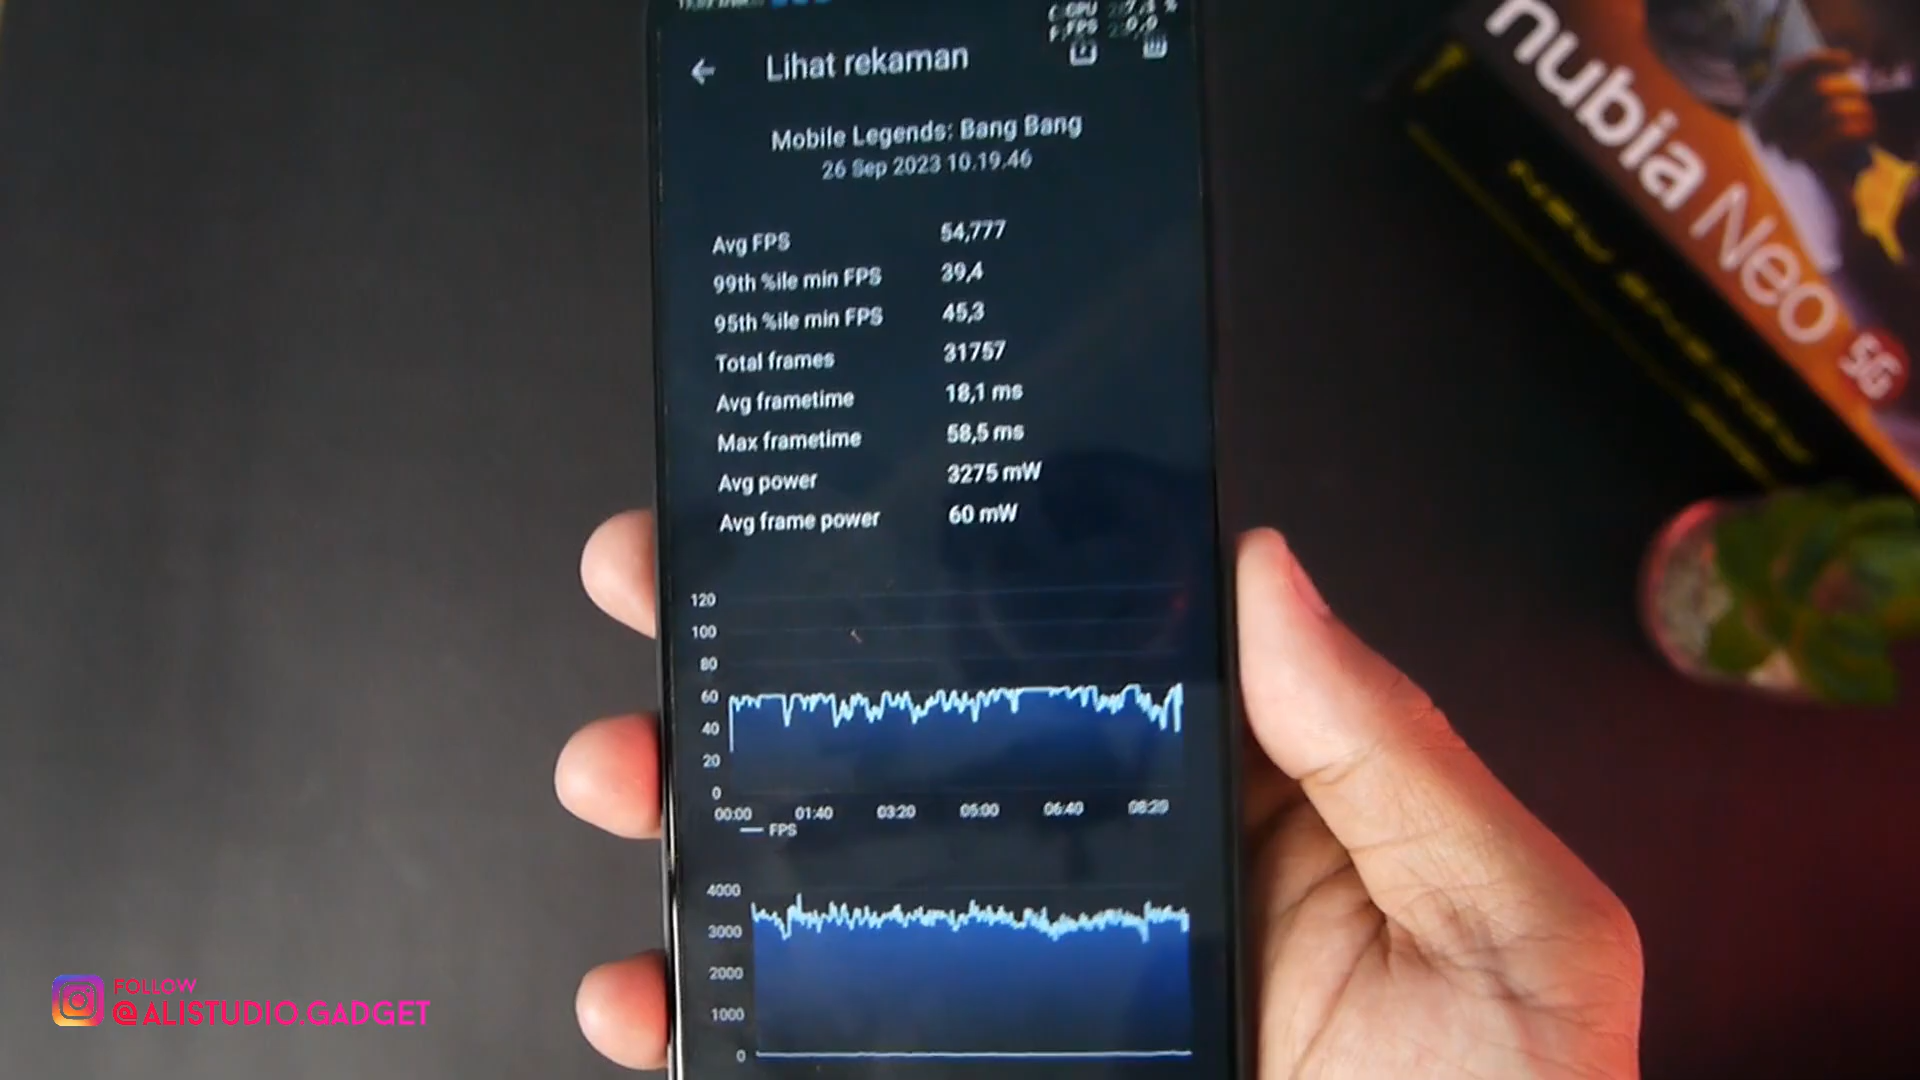 Lihat rekaman
Mobile Legends: Bang Bang
26 Sep 2023 10.19.46
Avg FPS 54,777
99th %ile min FPS 39,4
95th %ile min FPS 45,3
Total frames 31757
Avg frametime 18,1 ms
Max frametime 58,5 ms
Avg power 3275 mW
Avg frame power 60 mW
120
100
80
60
40
20
0
00:00 01:40 03:20 05:00 06:40 08:20
FPS
4000
3000
2000
1000
0
nubia Neo 5G
FOLLOW
@ALISTUDIO.GADGET